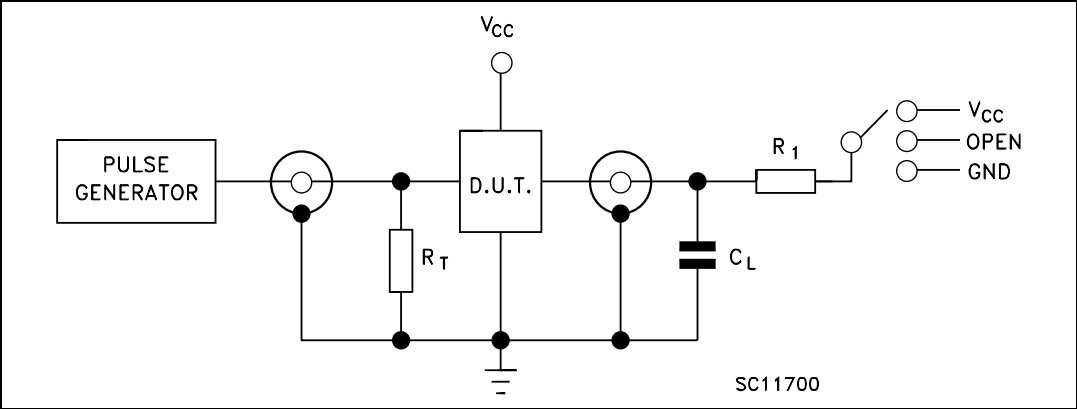 VCC
PULSE
GENERATOR
D.U.T.
RT
CL
R1
VCC
OPEN
GND
SC11700